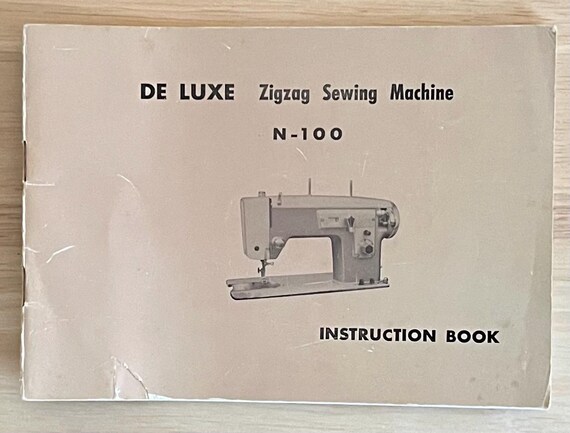 DE LUXE Zigzag Sewing Machine
N-100
INSTRUCTION BOOK